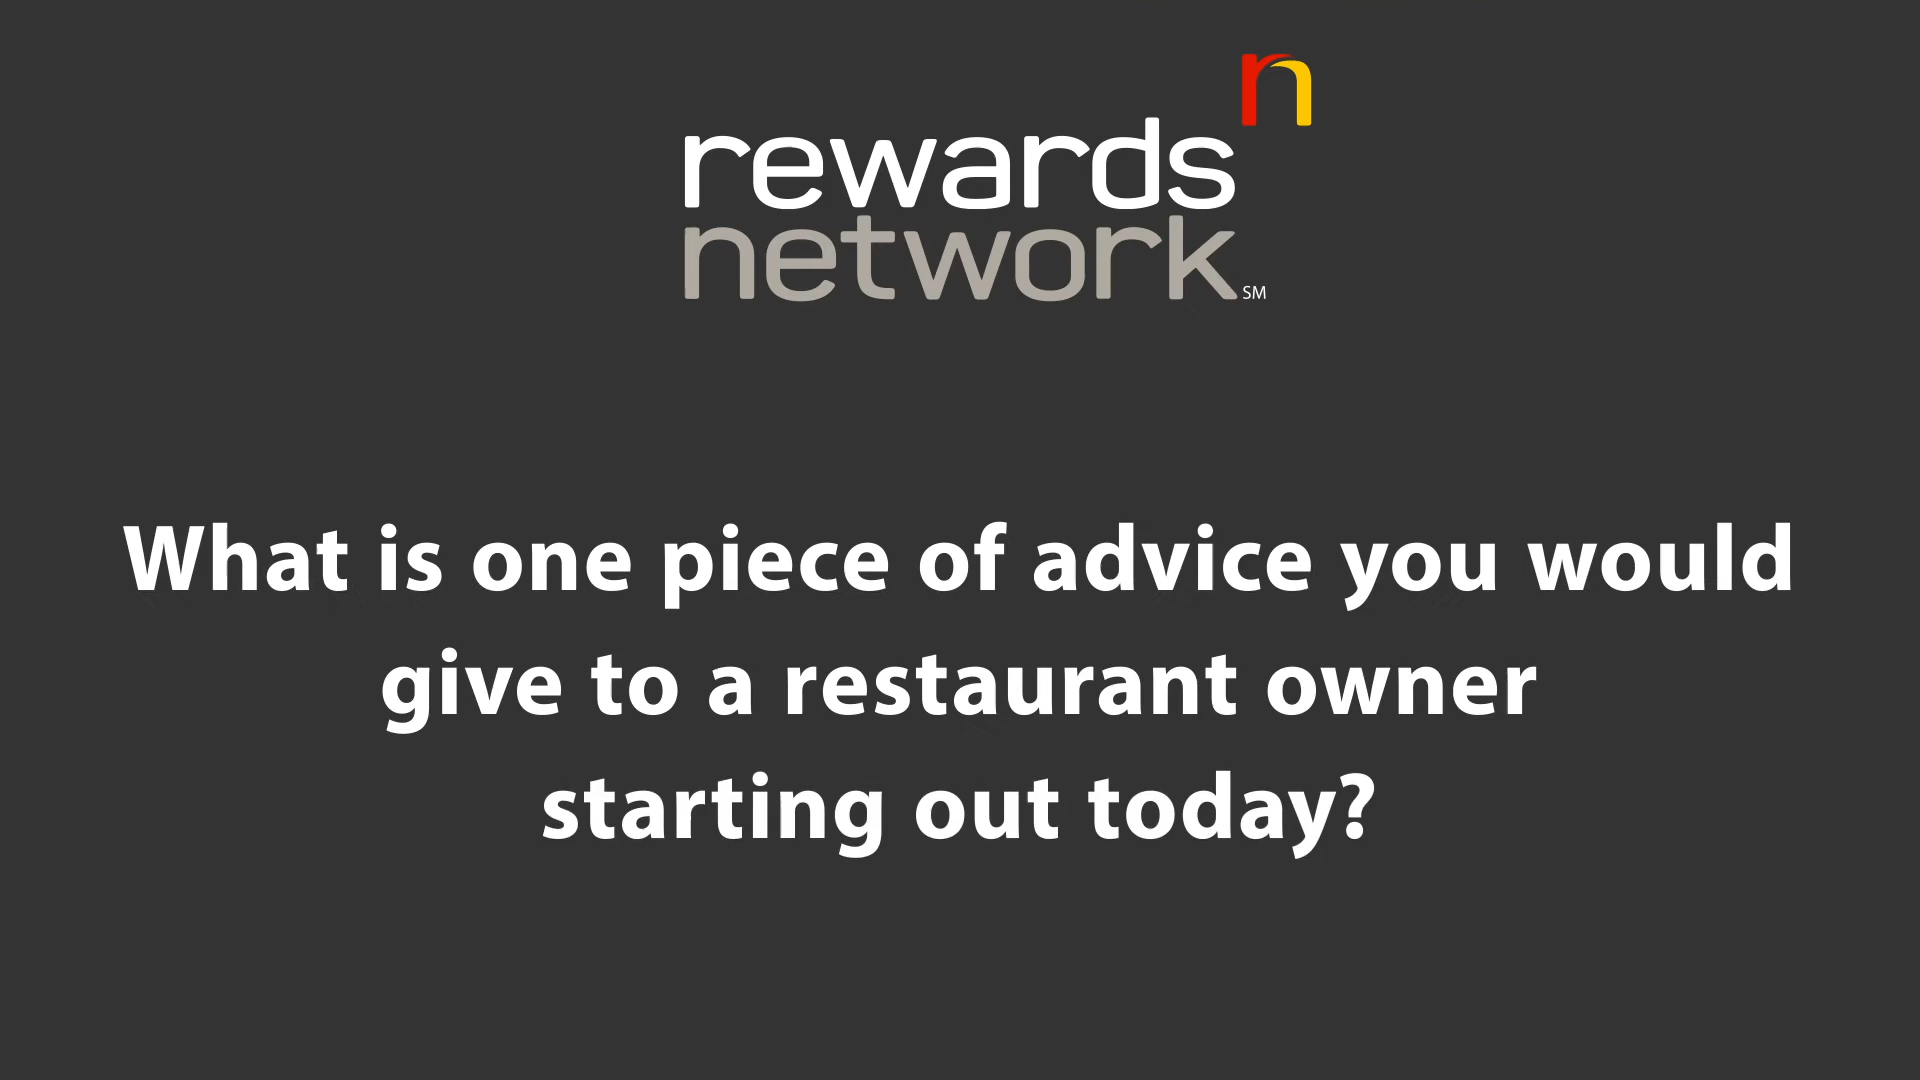 n
rewards
network SM
What is one piece of advice you would
give to a restaurant owner
starting out today?